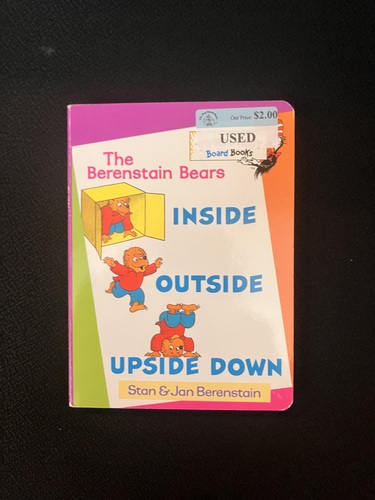 Our Price: $2.00
USED
Board Books
The
Berenstain Bears
INSIDE
OUTSIDE
UPSIDE DOWN
Stan & Jan Berenstain